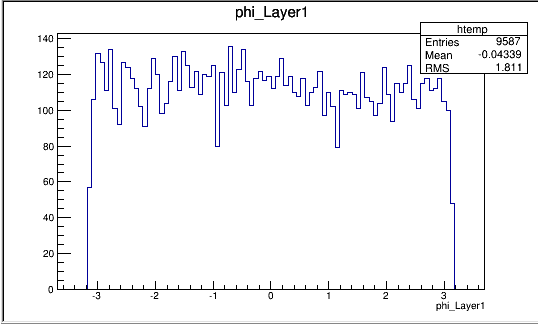 phi_Layer1
htemp
Entries 9587
Mean -0.04339
RMS 1.811
140
120
100
80
60
40
20
0
-3 -2 -1 0 1 2 3
phi_Layer1